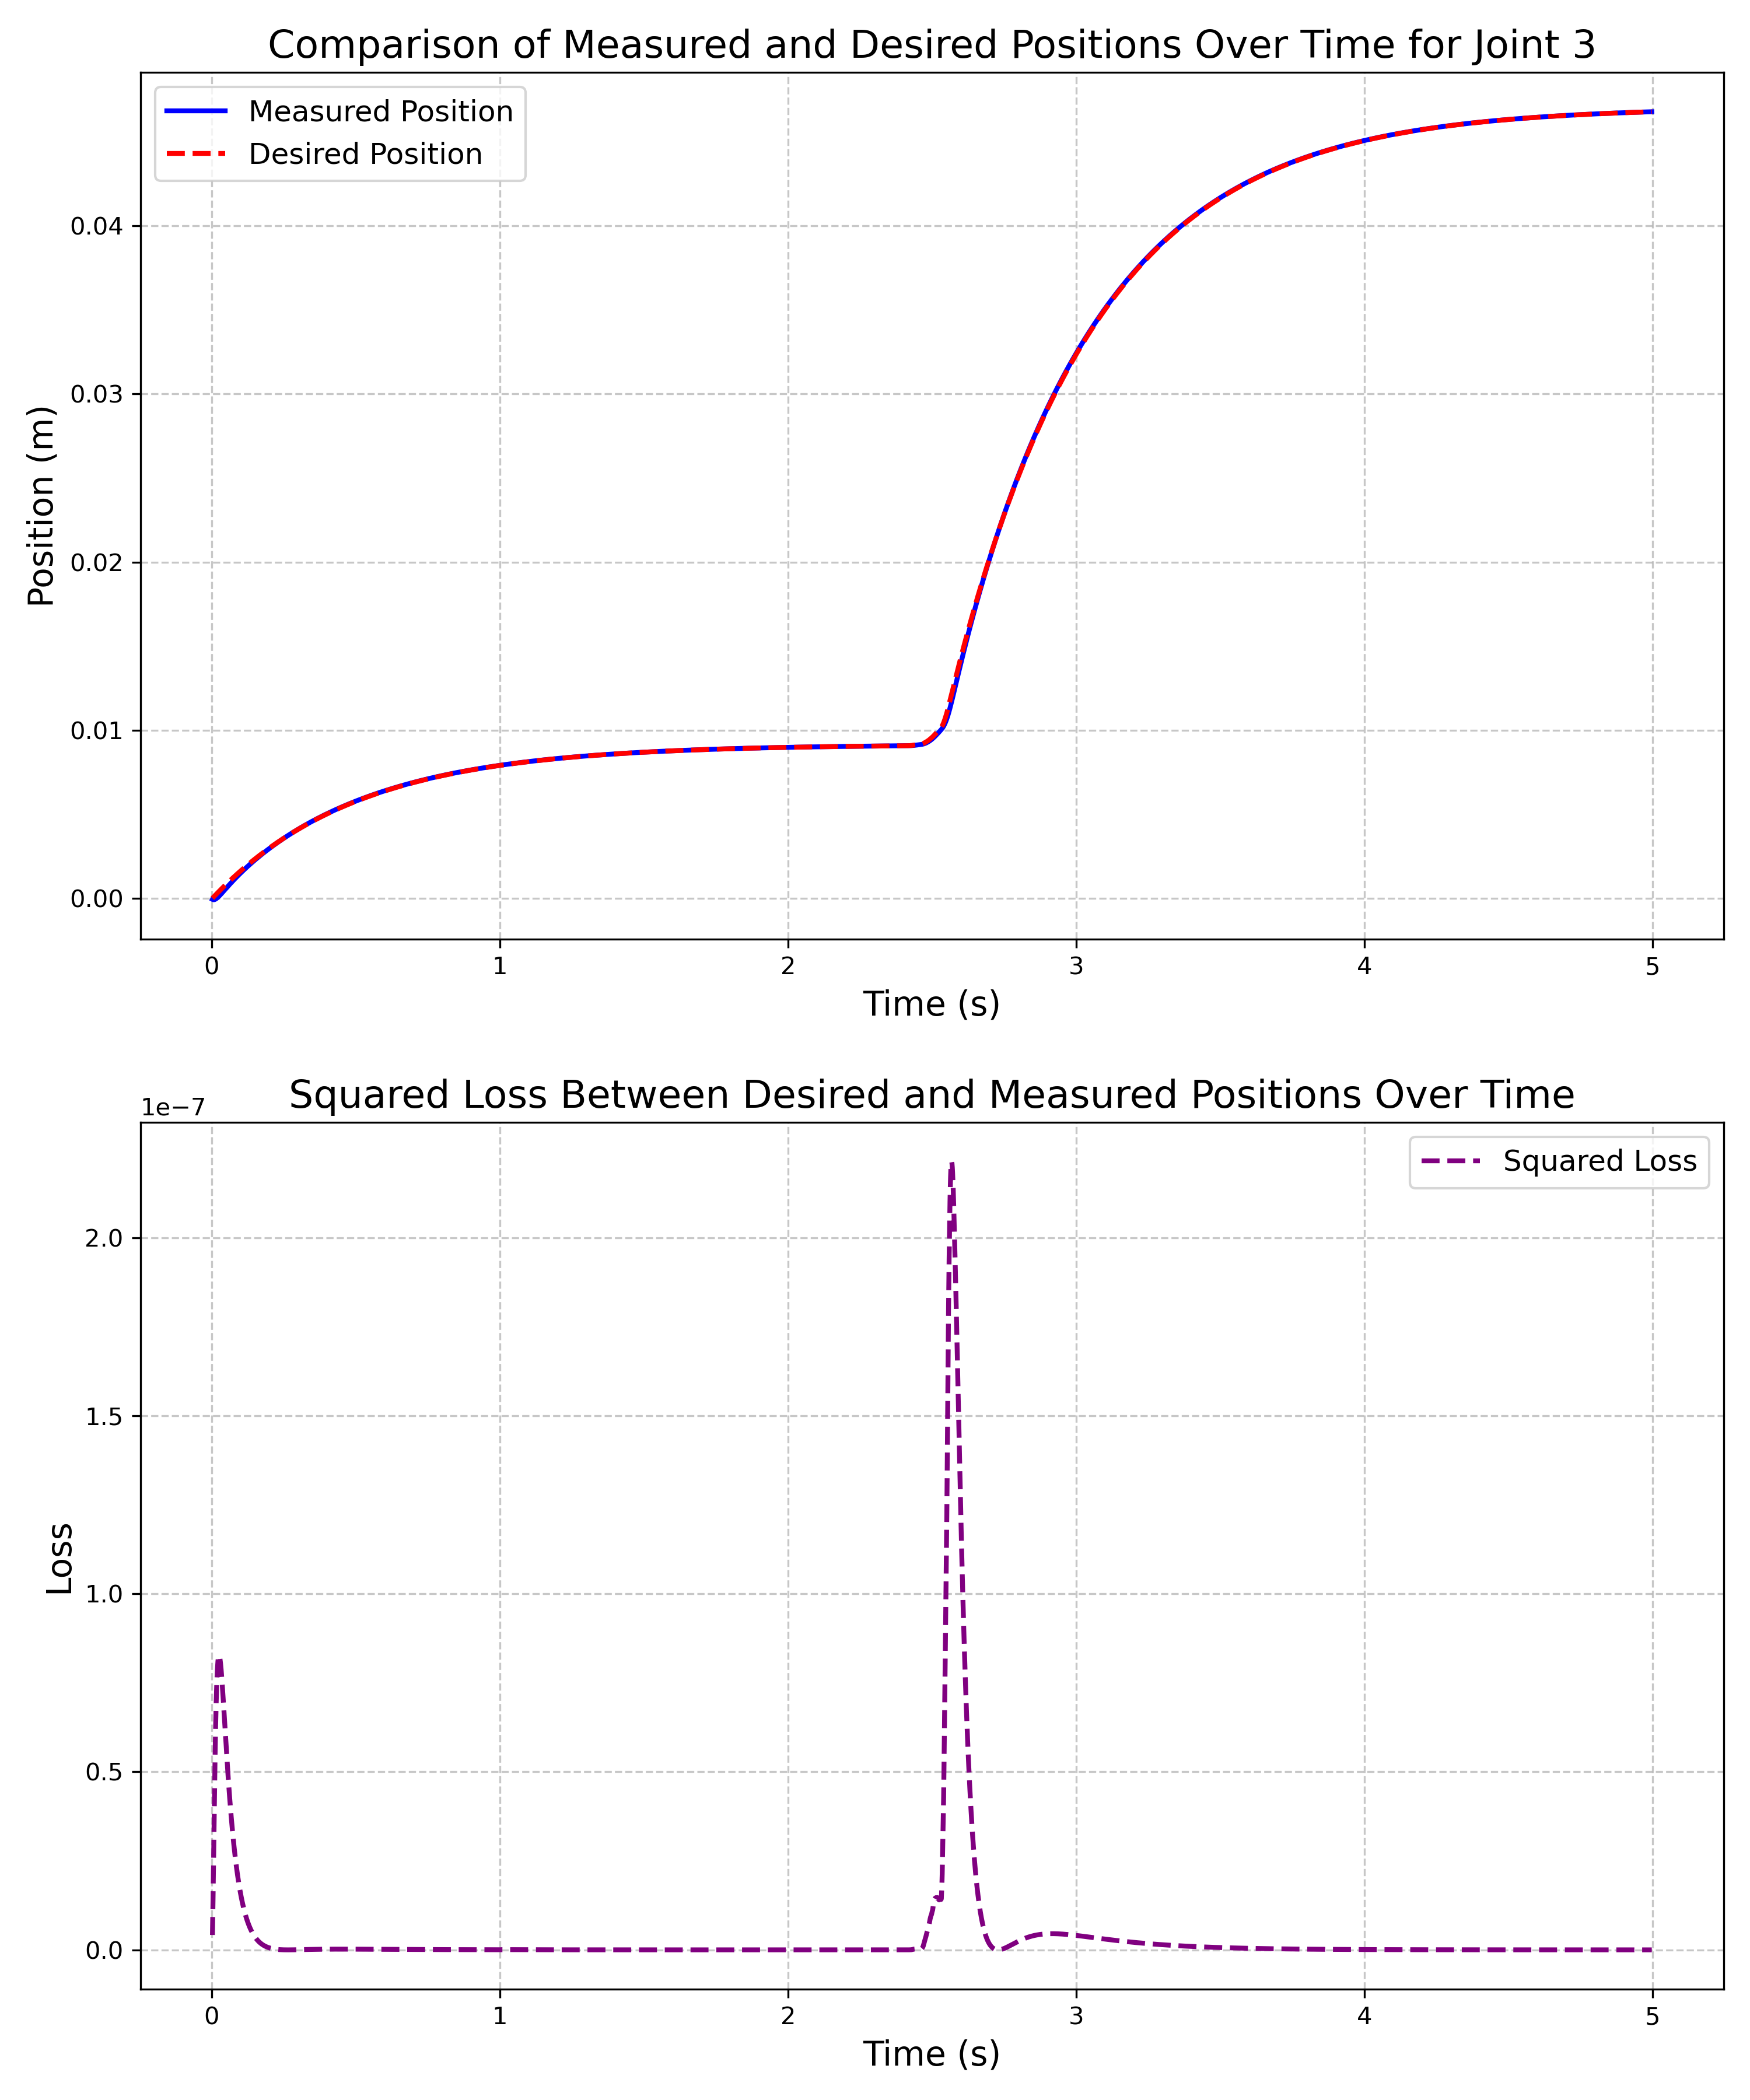 Comparison of Measured and Desired Positions Over Time for Joint 3
Measured Position
Desired Position
Position (m)
0.04
0.03
0.02
0.01
0.00
0 1 2 3 4 5
Time (s)
Squared Loss Between Desired and Measured Positions Over Time
1e−7
Squared Loss
Loss
2.0
1.5
1.0
0.5
0.0
0 1 2 3 4 5
Time (s)